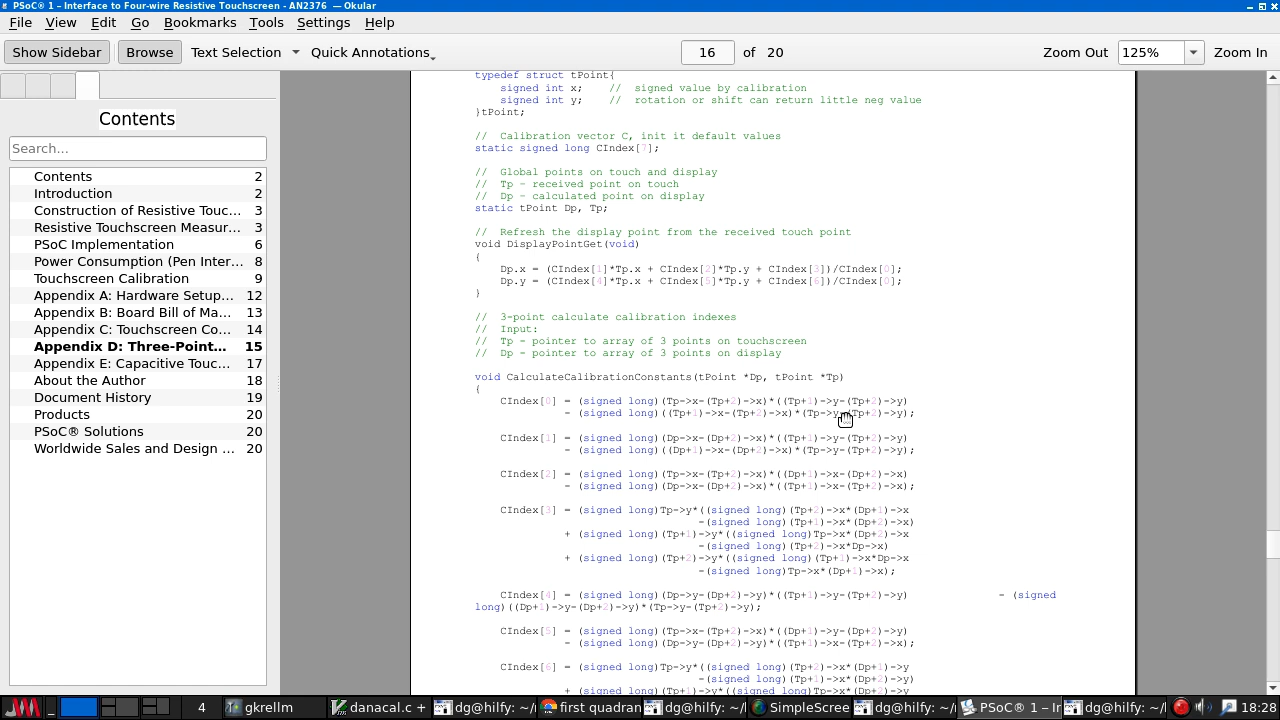 PSoC® 1 – Interface to Four-wire Resistive Touchscreen - AN2376 — Okular
File View Edit Go Bookmarks Tools Settings Help
Show Sidebar Browse Text Selection Quick Annotations 16 of 20 Zoom Out 125% Zoom In
Contents
Search...
Contents 2
Introduction 2
Construction of Resistive Touc... 3
Resistive Touchscreen Measur... 3
PSoC Implementation 6
Power Consumption (Pen Inter... 8
Touchscreen Calibration 9
Appendix A: Hardware Setup... 12
Appendix B: Board Bill of Ma... 13
Appendix C: Touchscreen Co... 14
Appendix D: Three-Point... 15
Appendix E: Capacitive Touc... 17
About the Author 18
Document History 19
Products 20
PSoC® Solutions 20
Worldwide Sales and Design ... 20
typedef struct tPoint{
signed int x; // signed value by calibration
signed int y; // rotation or shift can return little neg value
}tPoint;
// Calibration vector C, init it default values
static signed long CIndex[7];
// Global points on touch and display
// Tp – received point on touch
// Dp – calculated point on display
static tPoint Dp, Tp;
// Refresh the display point from the received touch point
void DisplayPointGet(void)
{
Dp.x = (CIndex[1]*Tp.x + CIndex[2]*Tp.y + CIndex[3])/CIndex[0];
Dp.y = (CIndex[4]*Tp.x + CIndex[5]*Tp.y + CIndex[6])/CIndex[0];
}
// 3-point calculate calibration indexes
// Input:
// Tp - pointer to array of 3 points on touchscreen
// Dp - pointer to array of 3 points on display
void CalculateCalibrationConstants(tPoint *Dp, tPoint *Tp)
{
CIndex[0] = (signed long)(Tp->x-(Tp+2)->x)*((Tp+1)->y-(Tp+2)->y)
- (signed long)((Tp+1)->x-(Tp+2)->x)*(Tp->y-(Tp+2)->y);
CIndex[1] = (signed long)(Dp->x-(Dp+2)->x)*((Tp+1)->y-(Tp+2)->y)
- (signed long)((Dp+1)->x-(Dp+2)->x)*(Tp->y-(Tp+2)->y);
CIndex[2] = (signed long)(Tp->x-(Tp+2)->x)*((Dp+1)->x-(Dp+2)->x)
- (signed long)(Dp->x-(Dp+2)->x)*((Tp+1)->x-(Tp+2)->x);
CIndex[3] = (signed long)Tp->y*((signed long)(Tp+2)->x*(Dp+1)->x
-(signed long)(Tp+1)->x*(Dp+2)->x)
+ (signed long)(Tp+1)->y*((signed long)Tp->x*(Dp+2)->x
-(signed long)(Tp+2)->x*Dp->x)
+ (signed long)(Tp+2)->y*((signed long)(Tp+1)->x*Dp->x
-(signed long)Tp->x*(Dp+1)->x);
CIndex[4] = (signed long)(Dp->y-(Dp+2)->y)*((Tp+1)->y-(Tp+2)->y) - (signed
long)((Dp+1)->y-(Dp+2)->y)*(Tp->y-(Tp+2)->y);
CIndex[5] = (signed long)(Tp->x-(Tp+2)->x)*((Dp+1)->y-(Dp+2)->y)
- (signed long)(Dp->y-(Dp+2)->y)*((Tp+1)->x-(Tp+2)->x);
CIndex[6] = (signed long)Tp->y*((signed long)(Tp+2)->x*(Dp+1)->y
-(signed long)(Tp+1)->x*(Dp+2)->y)
+ (signed long)(Tp+1)->y*((signed long)Tp->x*(Dp+2)->y
4 gkrellm danacal.c + dg@hilfy: ~/ first quadran dg@hilfy: ~/ SimpleScree dg@hilfy: ~/ PSoC® 1 – Ir dg@hilfy: ~/ 18:28